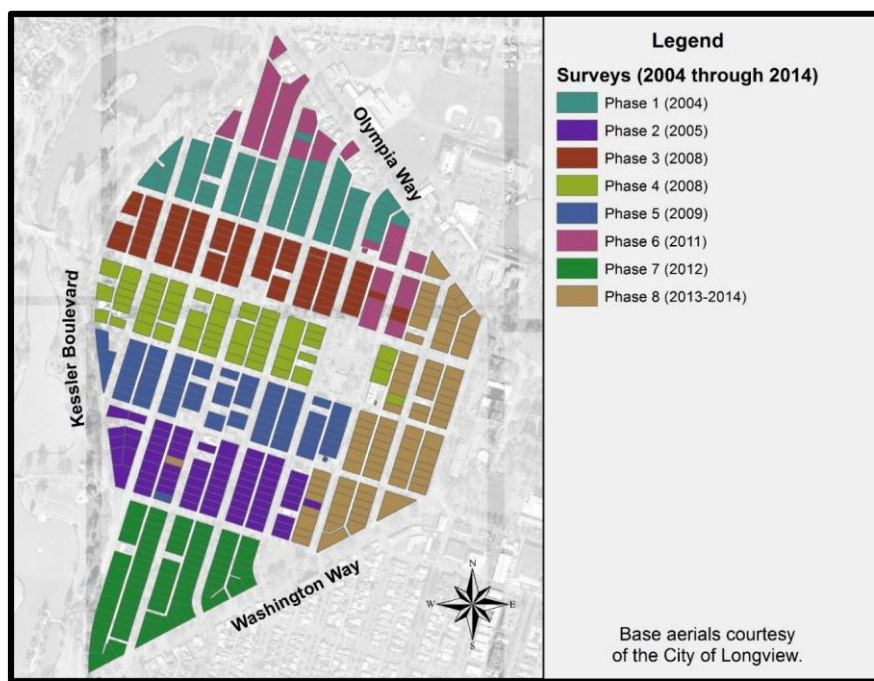 Legend
Surveys (2004 through 2014)
Phase 1 (2004)
Phase 2 (2005)
Phase 3 (2008)
Phase 4 (2008)
Phase 5 (2009)
Phase 6 (2011)
Phase 7 (2012)
Phase 8 (2013-2014)
Olympia Way
Kessler Boulevard
Washington Way
N
W
E
S
Base aerials courtesy
of the City of Longview.